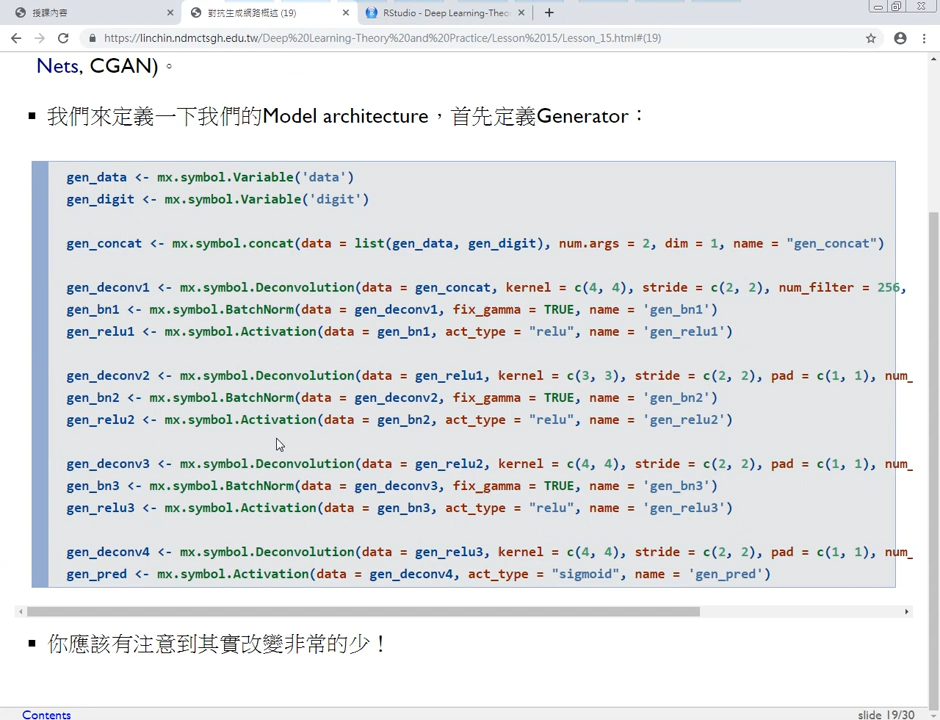 授課內容
對抗生成網路概述 (19)
RStudio - Deep Learning-Theo
https://linchin.ndmctsgh.edu.tw/Deep%20Learning-Theory%20and%20Practice/Lesson%2015/Lesson_15.html#(19)
Nets, CGAN)。
▪ 我們來定義一下我們的Model architecture，首先定義Generator：
gen_data <- mx.symbol.Variable('data')
gen_digit <- mx.symbol.Variable('digit')
gen_concat <- mx.symbol.concat(data = list(gen_data, gen_digit), num.args = 2, dim = 1, name = "gen_concat")
gen_deconv1 <- mx.symbol.Deconvolution(data = gen_concat, kernel = c(4, 4), stride = c(2, 2), num_filter = 256,
gen_bn1 <- mx.symbol.BatchNorm(data = gen_deconv1, fix_gamma = TRUE, name = 'gen_bn1')
gen_relu1 <- mx.symbol.Activation(data = gen_bn1, act_type = "relu", name = 'gen_relu1')
gen_deconv2 <- mx.symbol.Deconvolution(data = gen_relu1, kernel = c(3, 3), stride = c(2, 2), pad = c(1, 1), num_
gen_bn2 <- mx.symbol.BatchNorm(data = gen_deconv2, fix_gamma = TRUE, name = 'gen_bn2')
gen_relu2 <- mx.symbol.Activation(data = gen_bn2, act_type = "relu", name = 'gen_relu2')
gen_deconv3 <- mx.symbol.Deconvolution(data = gen_relu2, kernel = c(4, 4), stride = c(2, 2), pad = c(1, 1), num_
gen_bn3 <- mx.symbol.BatchNorm(data = gen_deconv3, fix_gamma = TRUE, name = 'gen_bn3')
gen_relu3 <- mx.symbol.Activation(data = gen_bn3, act_type = "relu", name = 'gen_relu3')
gen_deconv4 <- mx.symbol.Deconvolution(data = gen_relu3, kernel = c(4, 4), stride = c(2, 2), pad = c(1, 1), num_
gen_pred <- mx.symbol.Activation(data = gen_deconv4, act_type = "sigmoid", name = 'gen_pred')
▪ 你應該有注意到其實改變非常的少！
Contents
slide 19/30